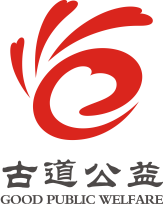 古道公益
GOOD PUBLIC WELFARE